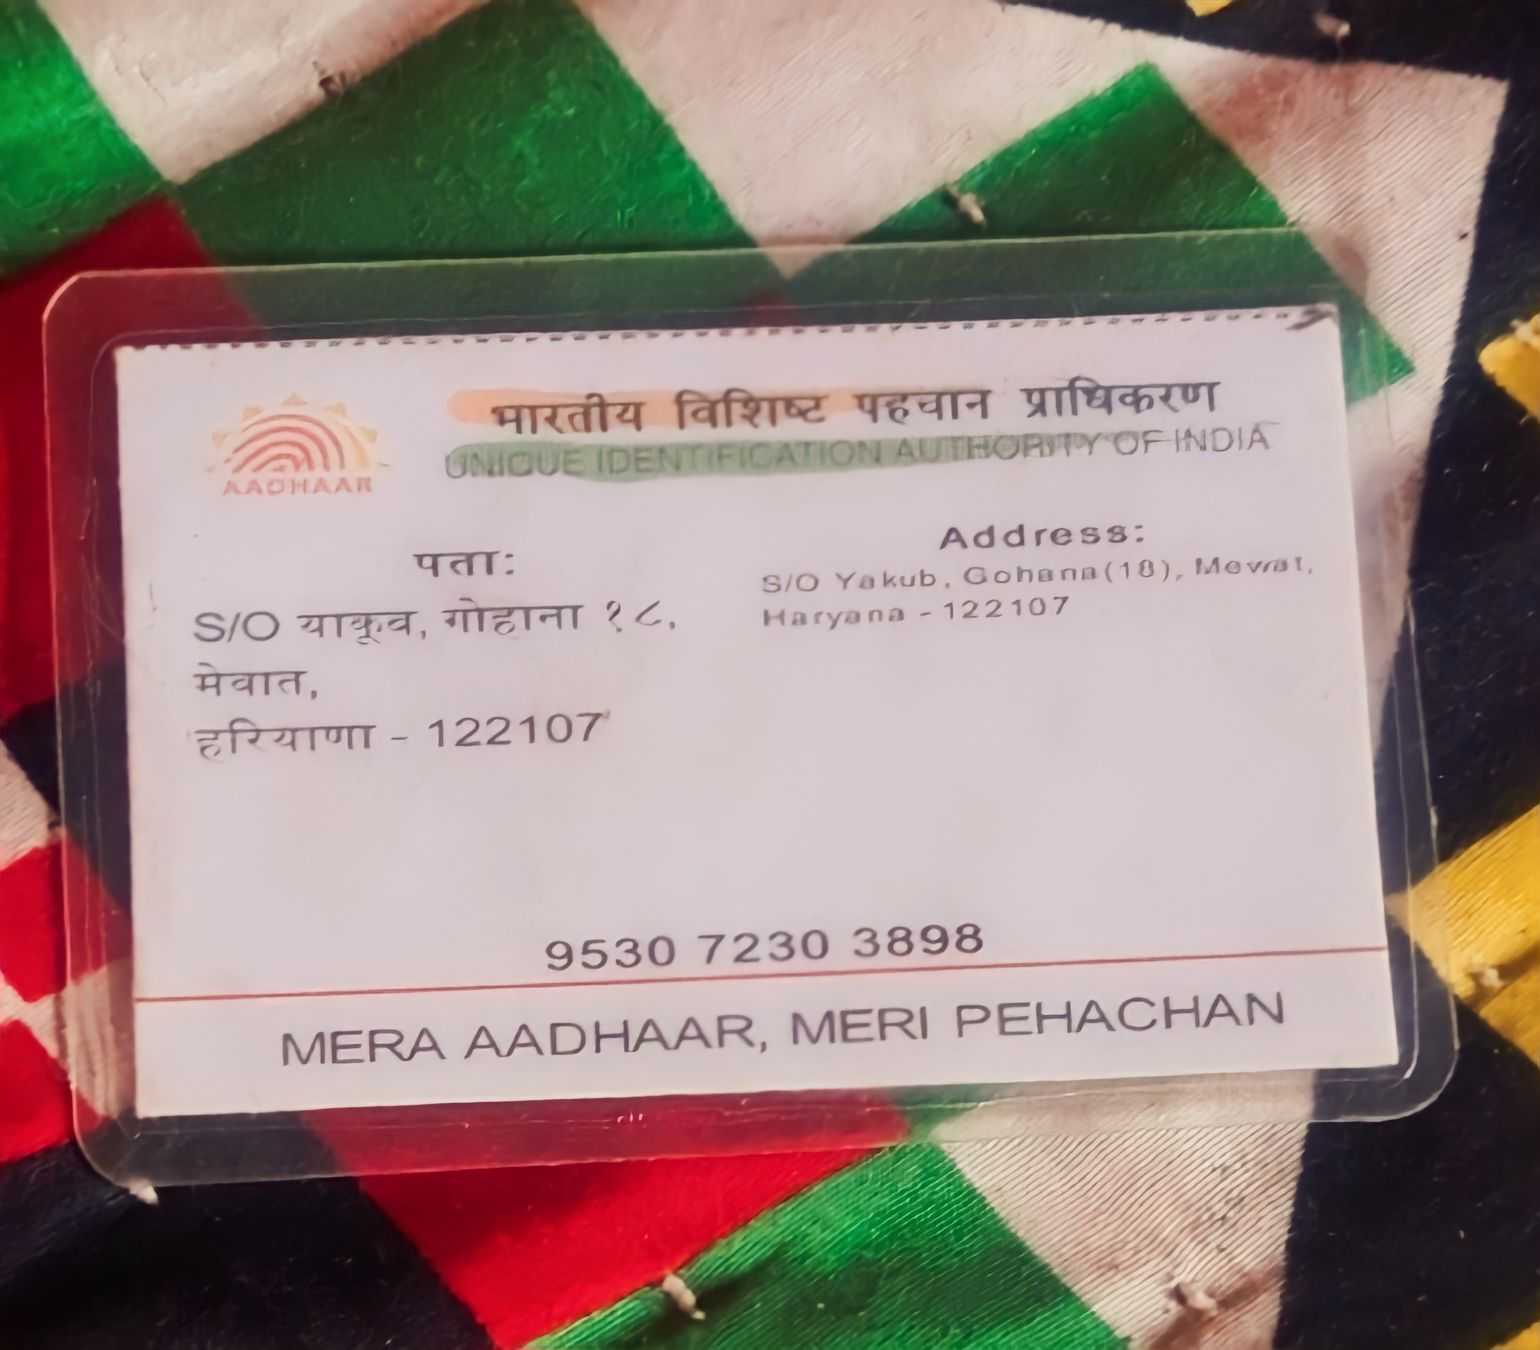 AADHAAR
भारतीय विशिष्ट पहचान प्राधिकरण
UNIQUE IDENTIFICATION AUTHORITY OF INDIA
पता:
S/O याकूव, गोहाना १८,
मेवात,
हरियाणा - 122107
Address:
S/O Yakub, Gohana(18), Mewat,
Haryana - 122107
9530 7230 3898
MERA AADHAAR, MERI PEHACHAN